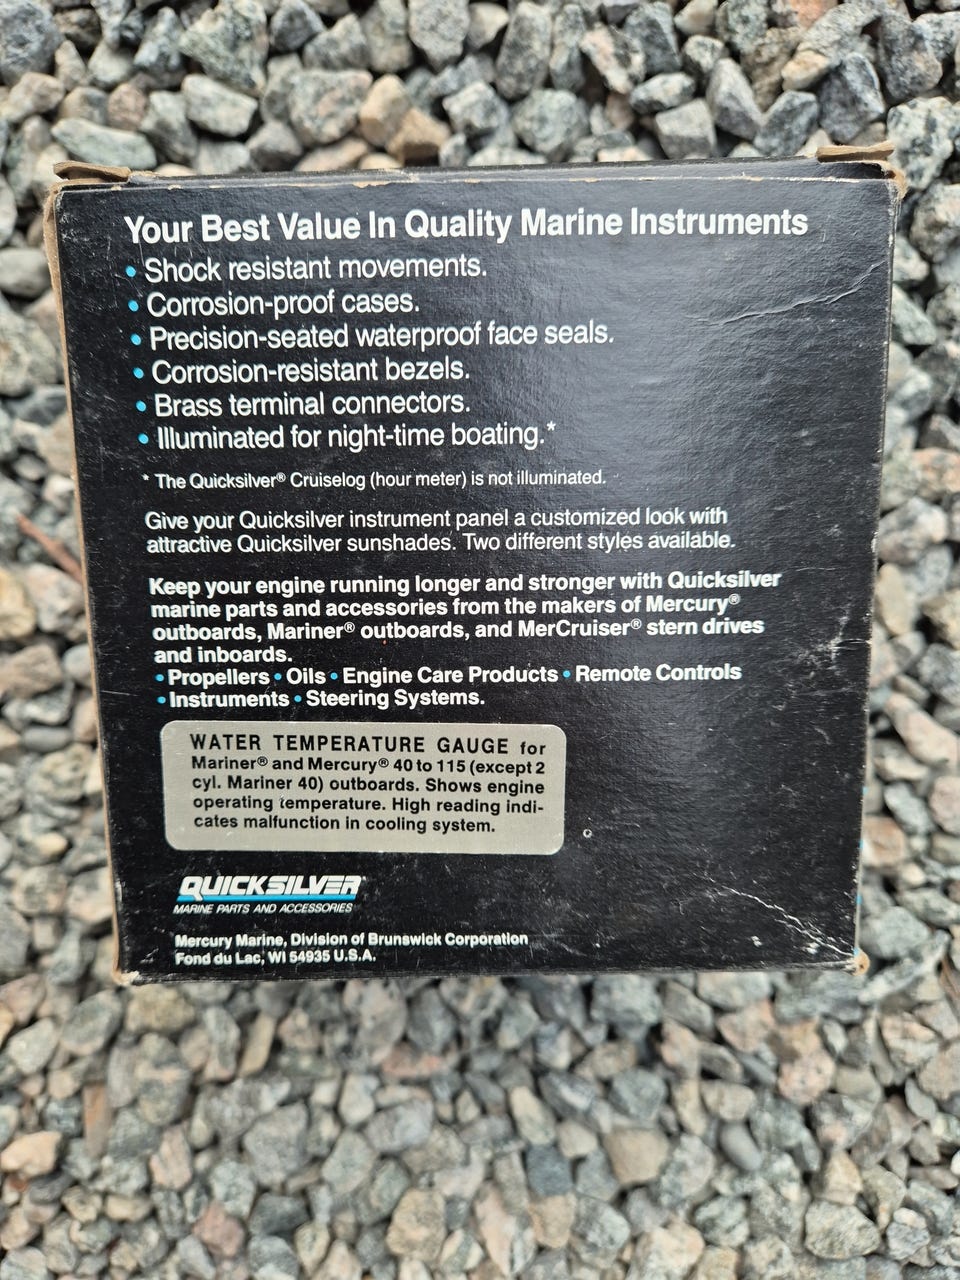 Your Best Value In Quality Marine Instruments
• Shock resistant movements.
• Corrosion-proof cases.
• Precision-seated waterproof face seals.
• Corrosion-resistant bezels.
• Brass terminal connectors.
• Illuminated for night-time boating.*
* The Quicksilver® Cruiselog (hour meter) is not illuminated.
Give your Quicksilver instrument panel a customized look with
attractive Quicksilver sunshades. Two different styles available.
Keep your engine running longer and stronger with Quicksilver
marine parts and accessories from the makers of Mercury®
outboards, Mariner® outboards, and MerCruiser® stern drives
and inboards.
• Propellers • Oils • Engine Care Products • Remote Controls
• Instruments • Steering Systems.
WATER TEMPERATURE GAUGE for
Mariner® and Mercury® 40 to 115 (except 2
cyl. Mariner 40) outboards. Shows engine
operating temperature. High reading indi-
cates malfunction in cooling system.
QUICKSILVER®
MARINE PARTS AND ACCESSORIES
Mercury Marine, Division of Brunswick Corporation
Fond du Lac, WI 54935 U.S.A.